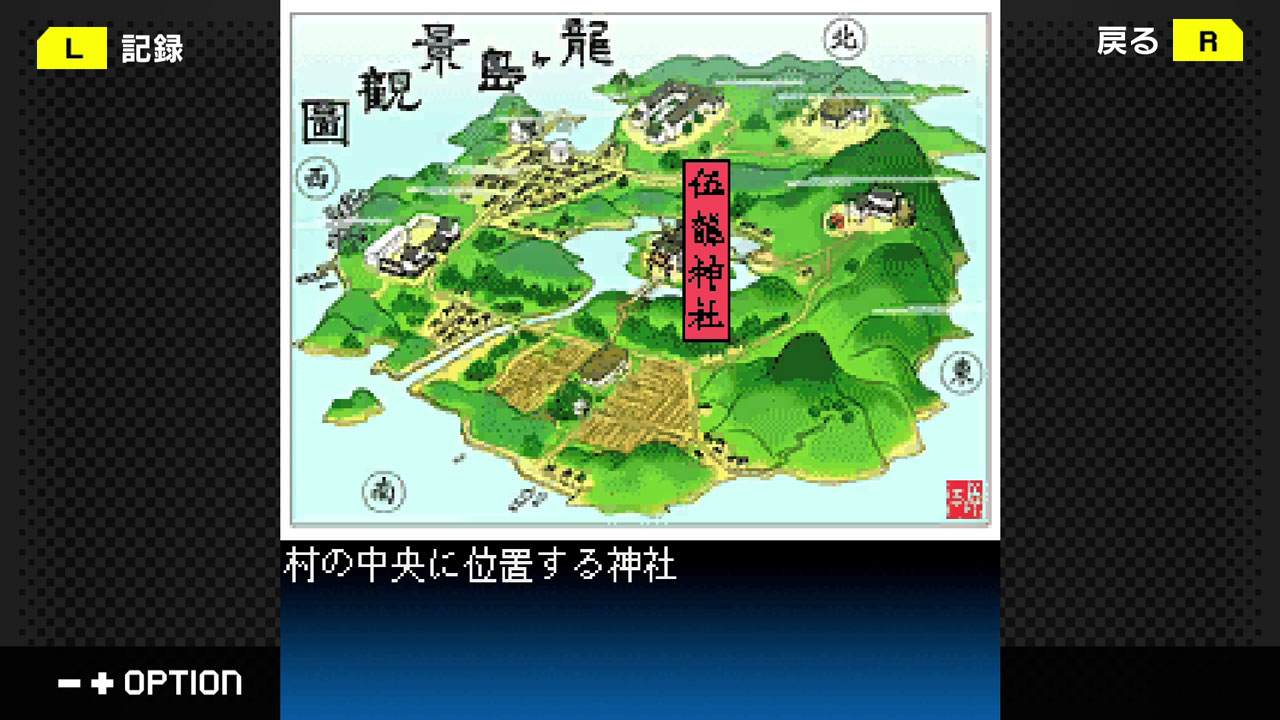 L 記録
戻る R
龍ヶ島景観圖
北
西
伍龍神社
東
南
村の中央に位置する神社
− + OPTION